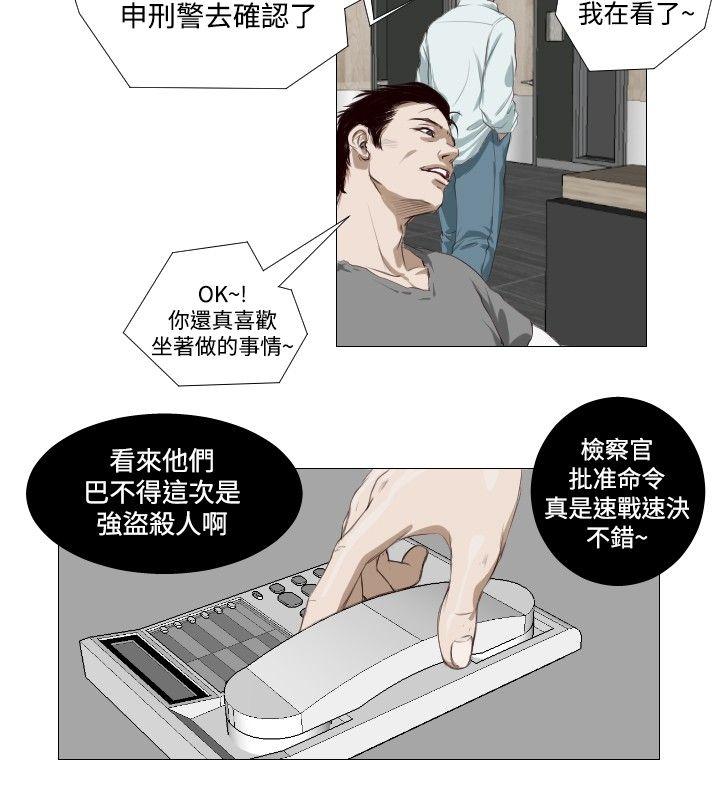 申刑警去確認了
我在看了~
OK~!
你還真喜歡
坐著做的事情~
看來他們
巴不得這次是
強盜殺人啊
檢察官
批准命令
真是速戰速決
不錯~